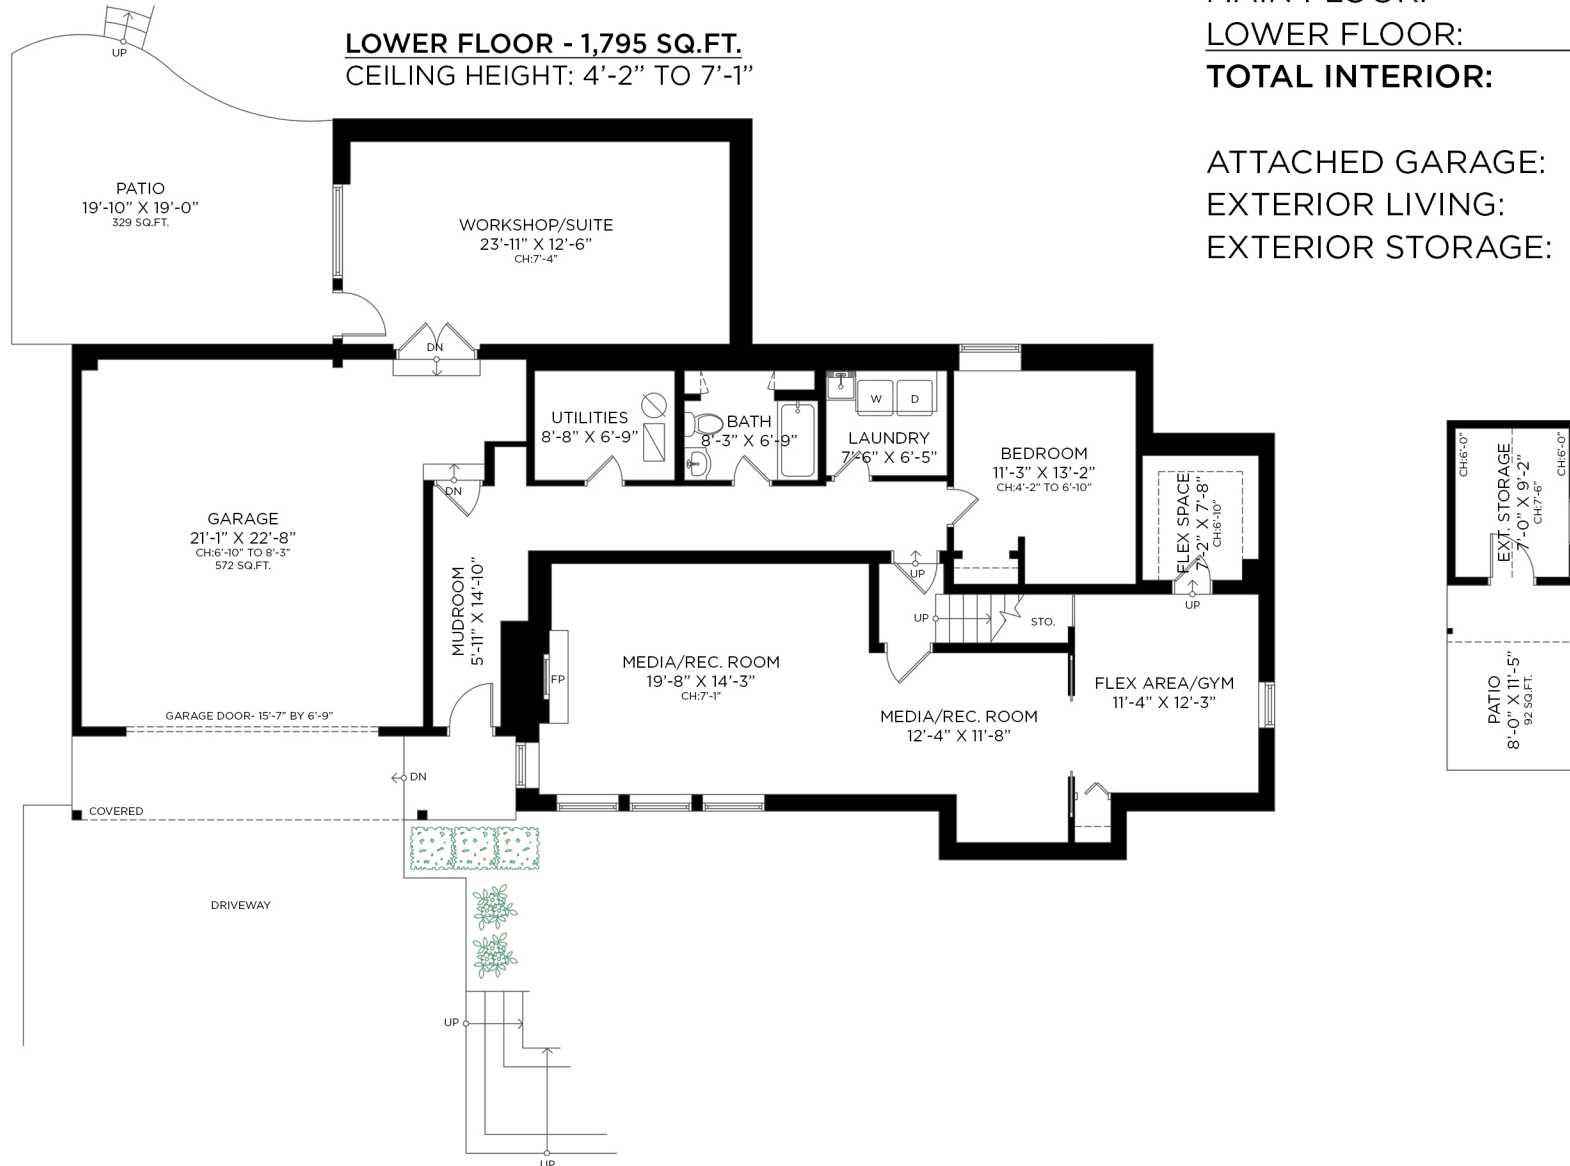 MAIN FLOOR:
LOWER FLOOR:
TOTAL INTERIOR:
ATTACHED GARAGE:
EXTERIOR LIVING:
EXTERIOR STORAGE:
LOWER FLOOR - 1,795 SQ.FT.
CEILING HEIGHT: 4'-2" TO 7'-1"
UP
PATIO
19'-10" X 19'-0"
329 SQ.FT.
WORKSHOP/SUITE
23'-11" X 12'-6"
CH:7'-4"
DN
UTILITIES
8'-8" X 6'-9"
BATH
8'-3" X 6'-9"
W
D
LAUNDRY
7'-6" X 6'-5"
BEDROOM
11'-3" X 13'-2"
CH:4'-2" TO 6'-10"
FLEX SPACE
7'-2" X 7'-8"
CH:6'-10"
UP
CH:6'-0"
EXT. STORAGE
7'-0" X 9'-2"
CH:7'-6"
CH:6'-0"
DN
GARAGE
21'-1" X 22'-8"
CH:6'-10" TO 8'-3"
572 SQ.FT.
MUDROOM
5'-11" X 14'-10"
UP
UP
STO.
FP
MEDIA/REC. ROOM
19'-8" X 14'-3"
CH:7'-1"
MEDIA/REC. ROOM
12'-4" X 11'-8"
FLEX AREA/GYM
11'-4" X 12'-3"
PATIO
8'-0" X 11'-5"
92 SQ.FT.
GARAGE DOOR- 15'-7" BY 6'-9"
DN
COVERED
DRIVEWAY
UP
UP